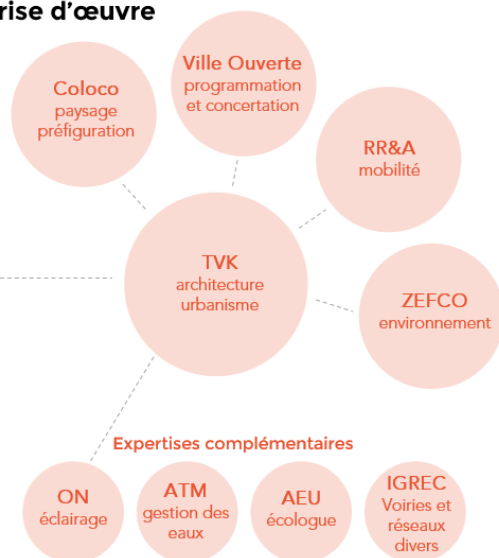 rise d’œuvre
Coloco
paysage
préfiguration
Ville Ouverte
programmation
et concertation
RR&A
mobilité
TVK
architecture
urbanisme
ZEFCO
environnement
Expertises complémentaires
ON
éclairage
ATM
gestion des
eaux
AEU
écologue
IGREC
Voiries et
réseaux
divers